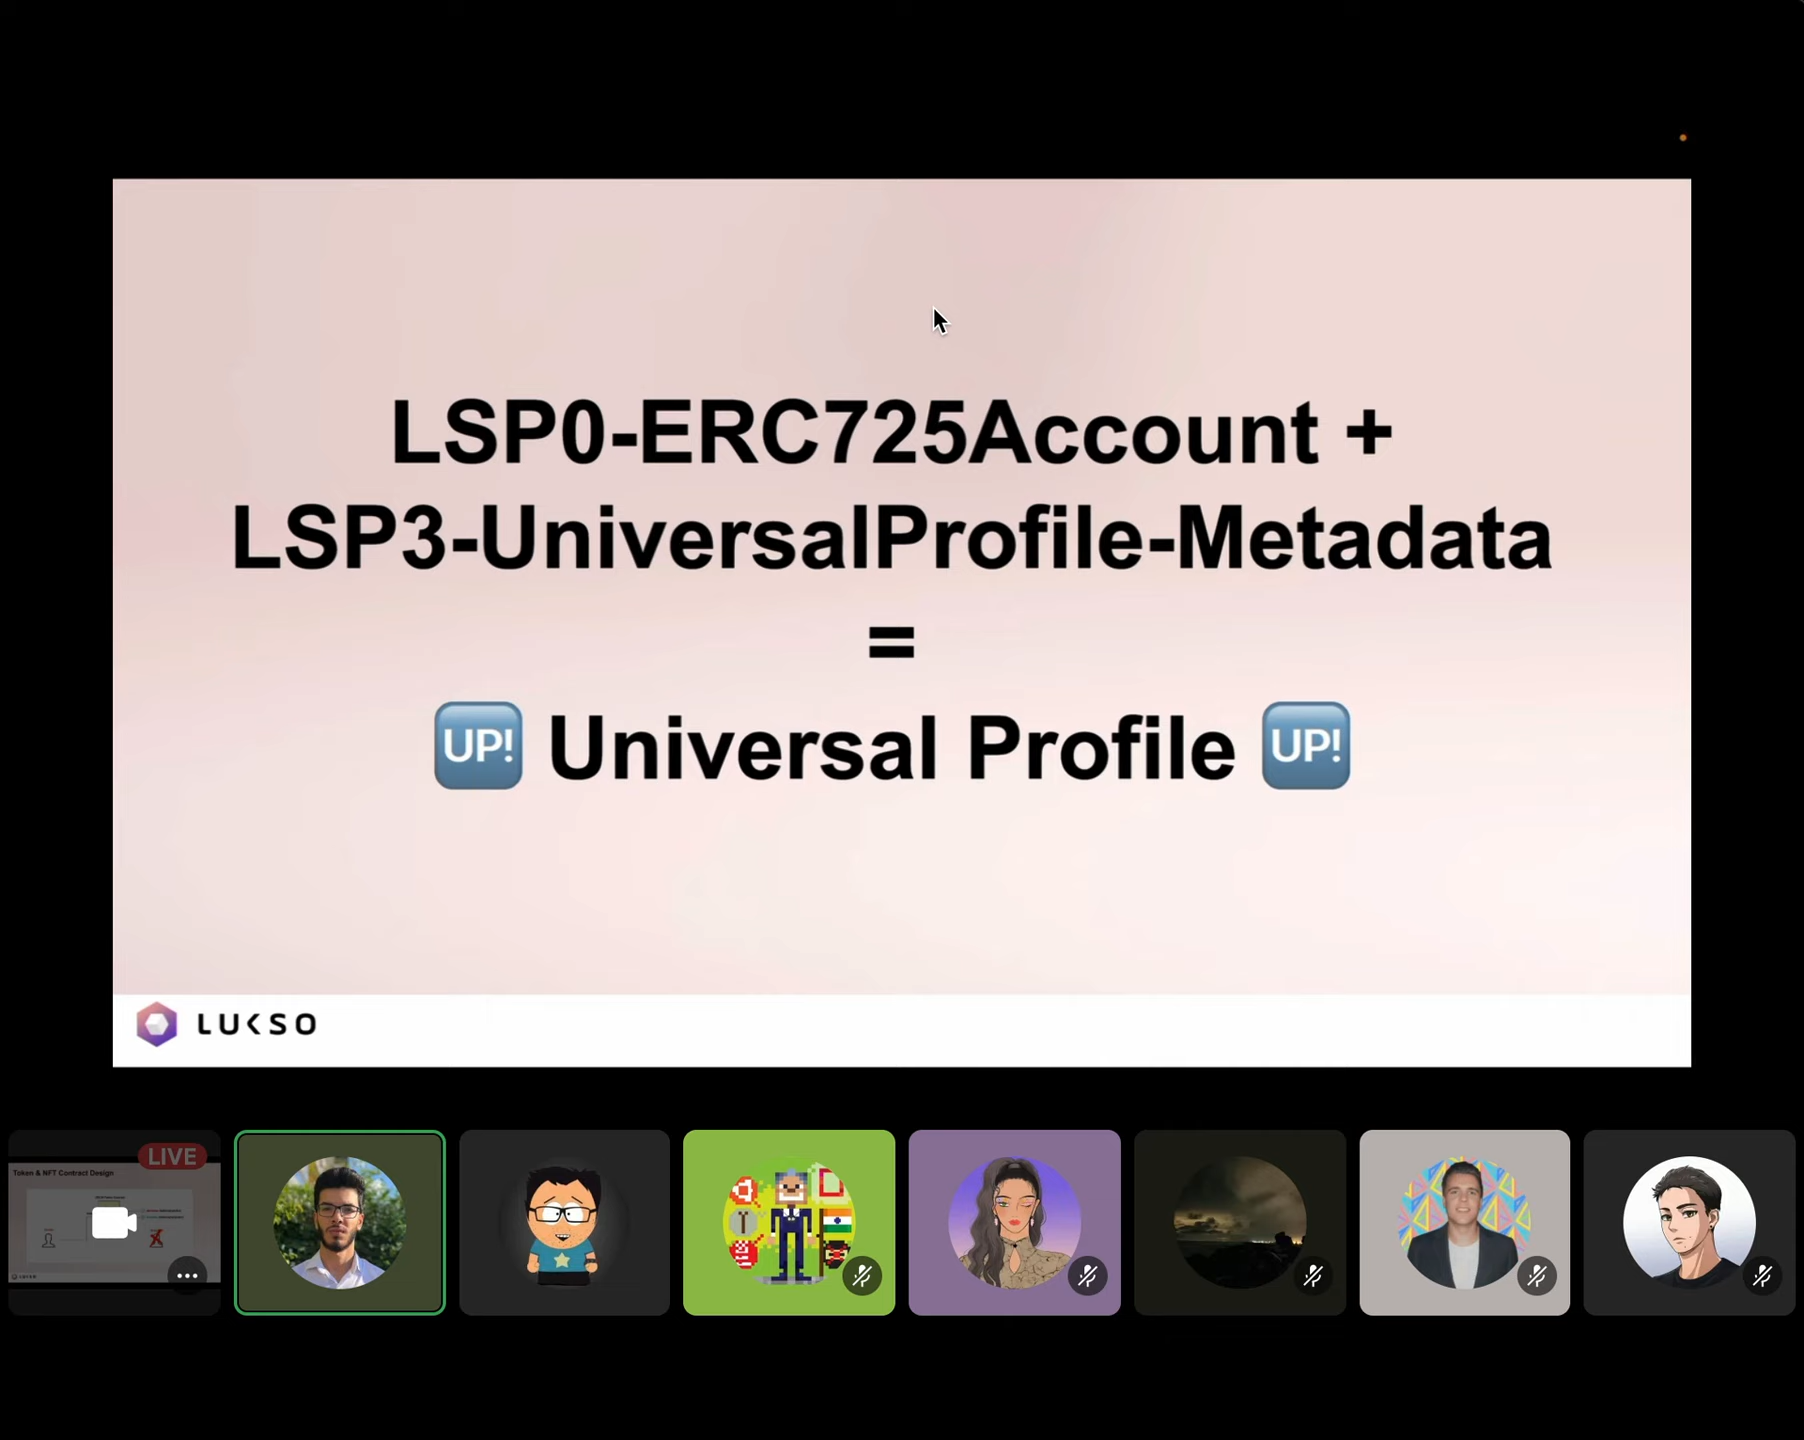 LSP0-ERC725Account +
LSP3-UniversalProfile-Metadata
=
UP! Universal Profile UP!
LUKSO
LIVE
Token & NFT Contract Design